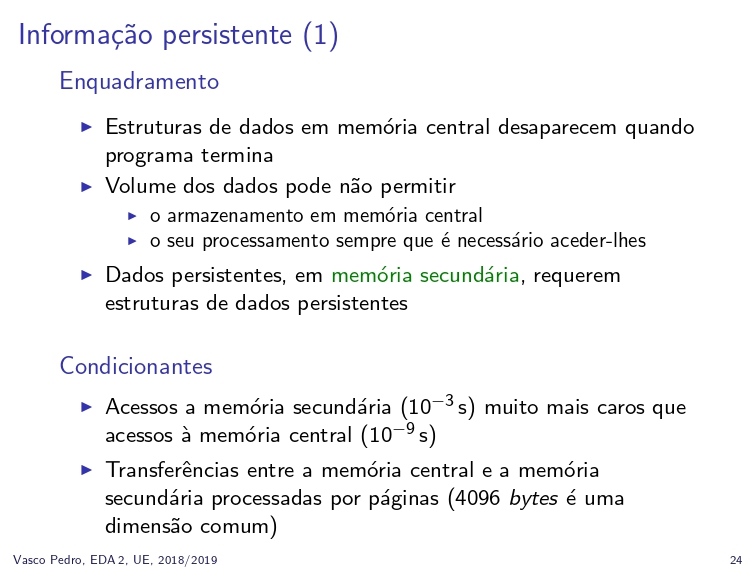 Informação persistente (1)
Enquadramento
▶ Estruturas de dados em memória central desaparecem quando
programa termina
▶ Volume dos dados pode não permitir
▶ o armazenamento em memória central
▶ o seu processamento sempre que é necessário aceder-lhes
▶ Dados persistentes, em memória secundária, requerem
estruturas de dados persistentes
Condicionantes
▶ Acessos a memória secundária (10⁻³ s) muito mais caros que
acessos à memória central (10⁻⁹ s)
▶ Transferências entre a memória central e a memória
secundária processadas por páginas (4096 bytes é uma
dimensão comum)
Vasco Pedro, EDA 2, UE, 2018/2019 24